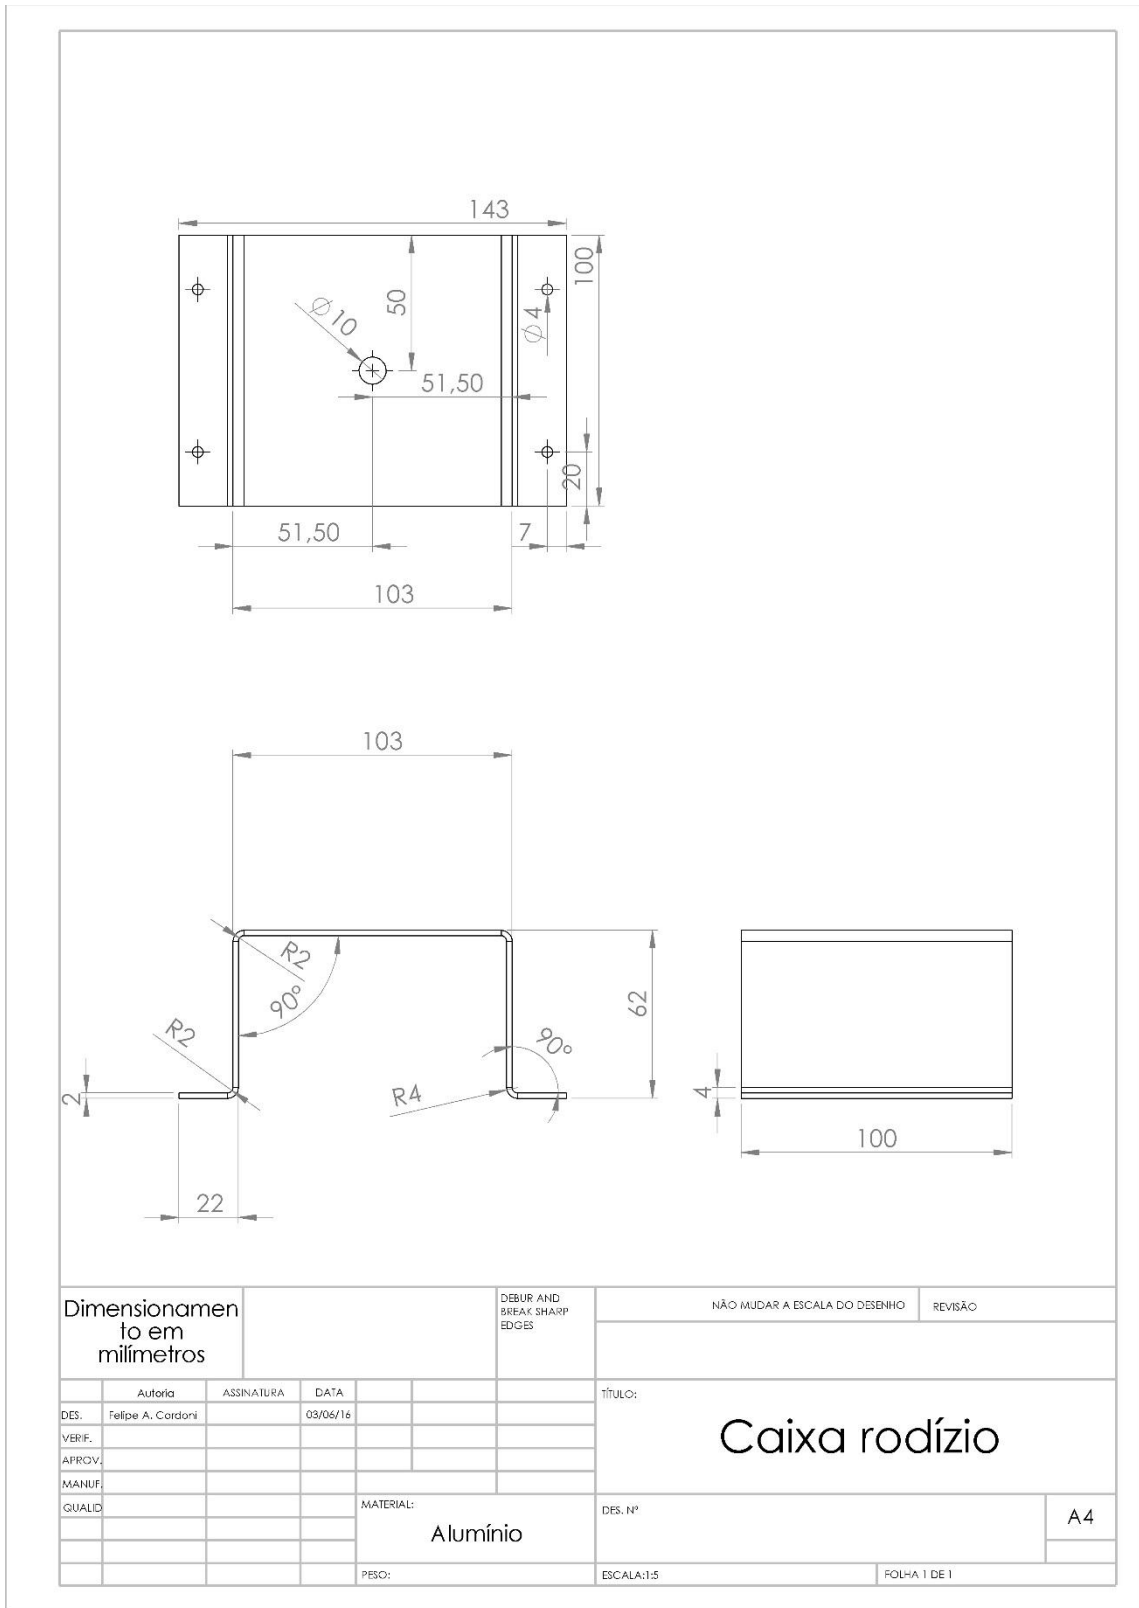 143
100
50
Ø10
Ø4
51,50
20
51,50
7
103
103
R2
90°
62
R2
90°
2
R4
4
100
22
Dimensionamen
to em
milímetros
DEBUR AND
BREAK SHARP
EDGES
NÃO MUDAR A ESCALA DO DESENHO
REVISÃO
Autoria
ASSINATURA
DATA
TÍTULO:
DES.
Felipe A. Cardoni
03/06/16
Caixa rodízio
VERIF.
APROV.
MANUF.
QUALID
MATERIAL:
Alumínio
DES. Nº
A4
PESO:
ESCALA:1:5
FOLHA 1 DE 1